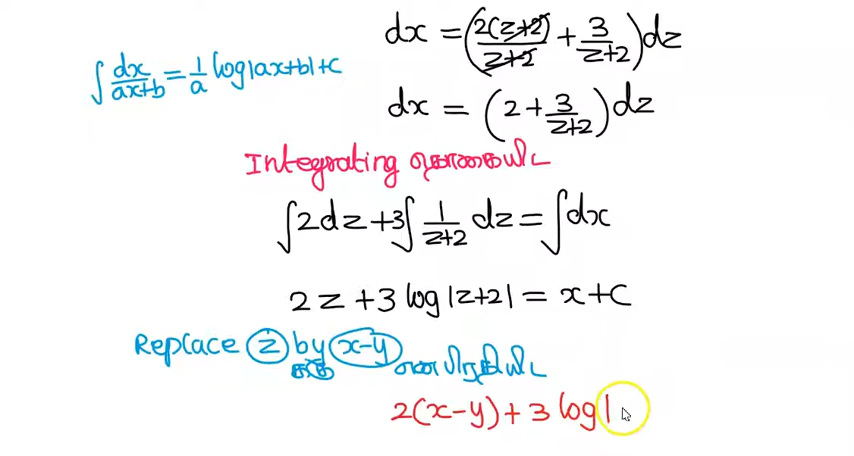 dx = (2(z+2)/z+2 + 3/z+2) dz
∫ dx/ax+b = 1/a log|ax+b|+c
dx = (2 + 3/z+2) dz
Integrating
∫2dz + 3∫ 1/z+2 dz = ∫dx
2z + 3 log|z+2| = x+c
Replace z by x-y
2(x-y) + 3 log|